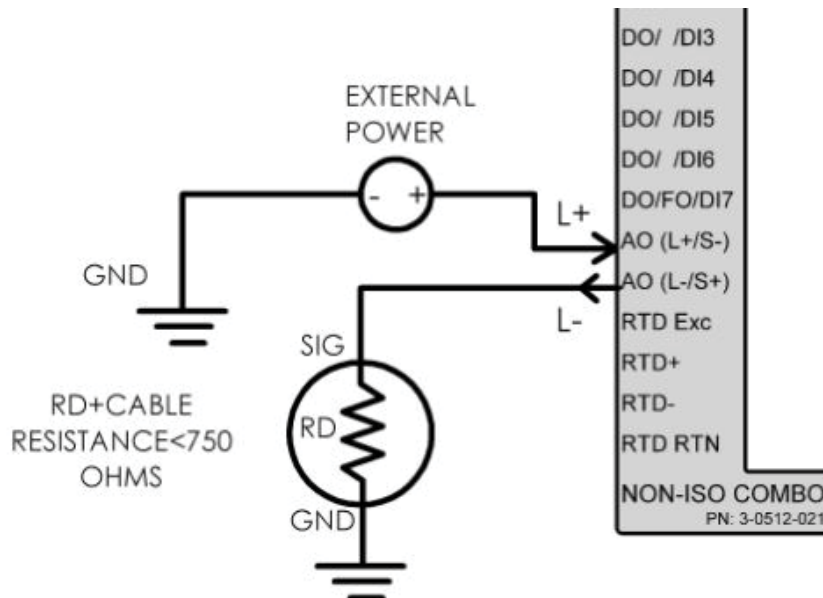 DO/ /DI3
DO/ /DI4
EXTERNAL
POWER
DO/ /DI5
DO/ /DI6
- +
DO/FO/DI7
L+
AO (L+/S-)
GND
AO (L-/S+)
L-
RTD Exc
SIG
RTD+
RD+CABLE
RESISTANCE<750
OHMS
RD
RTD-
RTD RTN
GND
NON-ISO COMBO
PN: 3-0512-021